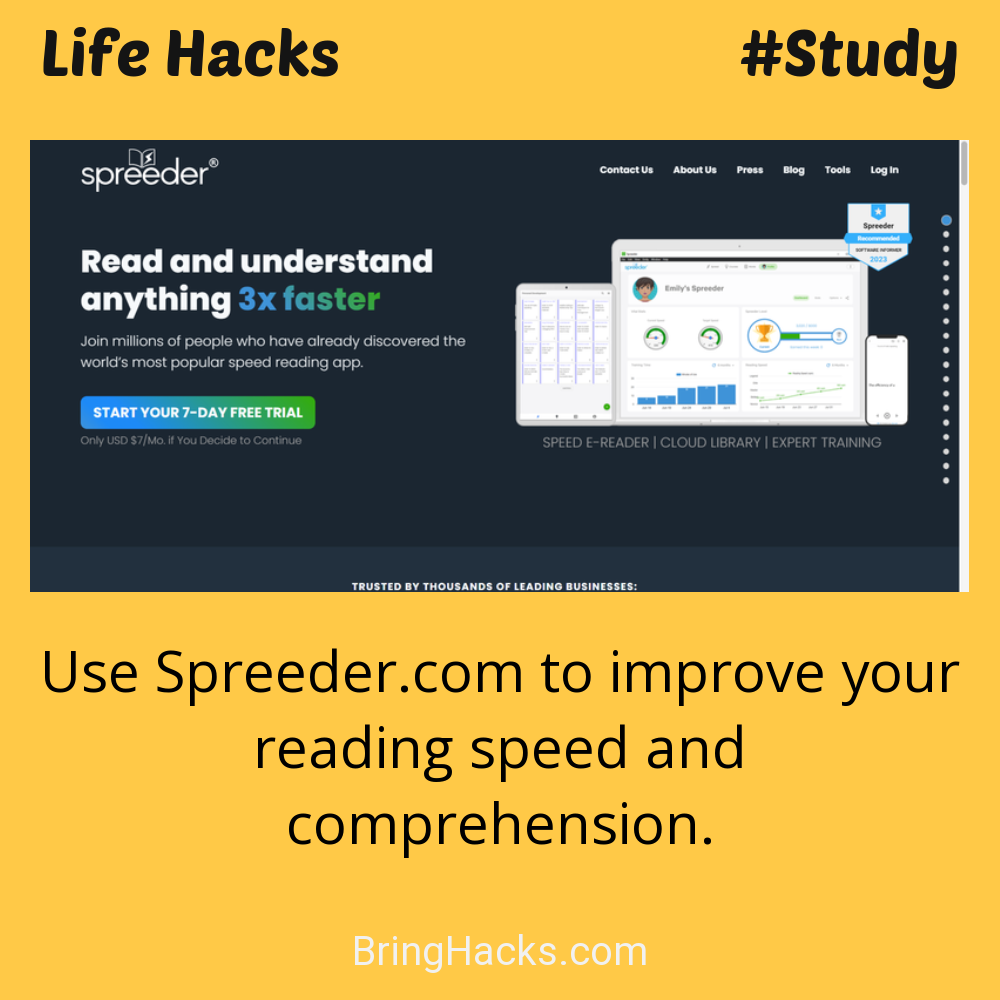 Life Hacks
#Study
spreeder®
Contact Us About Us Press Blog Tools Log In
Spreeder
Recommended
SOFTWARE INFORMER
2023
Read and understand
anything 3x faster
Emily's Spreeder
Join millions of people who have already discovered the
world's most popular speed reading app.
START YOUR 7-DAY FREE TRIAL
Only USD $7/Mo. if You Decide to Continue
SPEED E-READER | CLOUD LIBRARY | EXPERT TRAINING
TRUSTED BY THOUSANDS OF LEADING BUSINESSES:
Use Spreeder.com to improve your
reading speed and
comprehension.
BringHacks.com